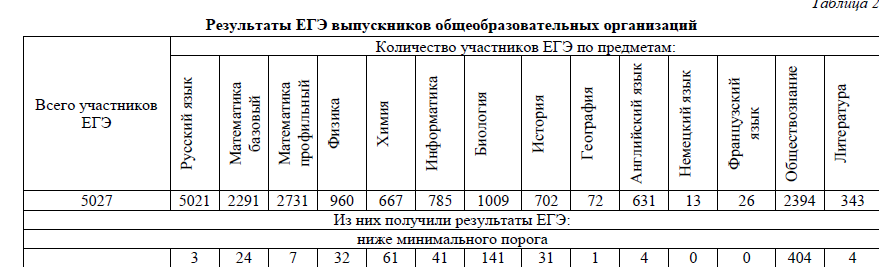 Таблица 2
Результаты ЕГЭ выпускников общеобразовательных организаций
Всего участников ЕГЭ
Количество участников ЕГЭ по предметам:
Русский язык
Математика базовый
Математика профильный
Физика
Химия
Информатика
Биология
История
География
Английский язык
Немецкий язык
Французский язык
Обществознание
Литература
5027 5021 2291 2731 960 667 785 1009 702 72 631 13 26 2394 343
Из них получили результаты ЕГЭ:
ниже минимального порога
3 24 7 32 61 41 141 31 1 4 0 0 404 4